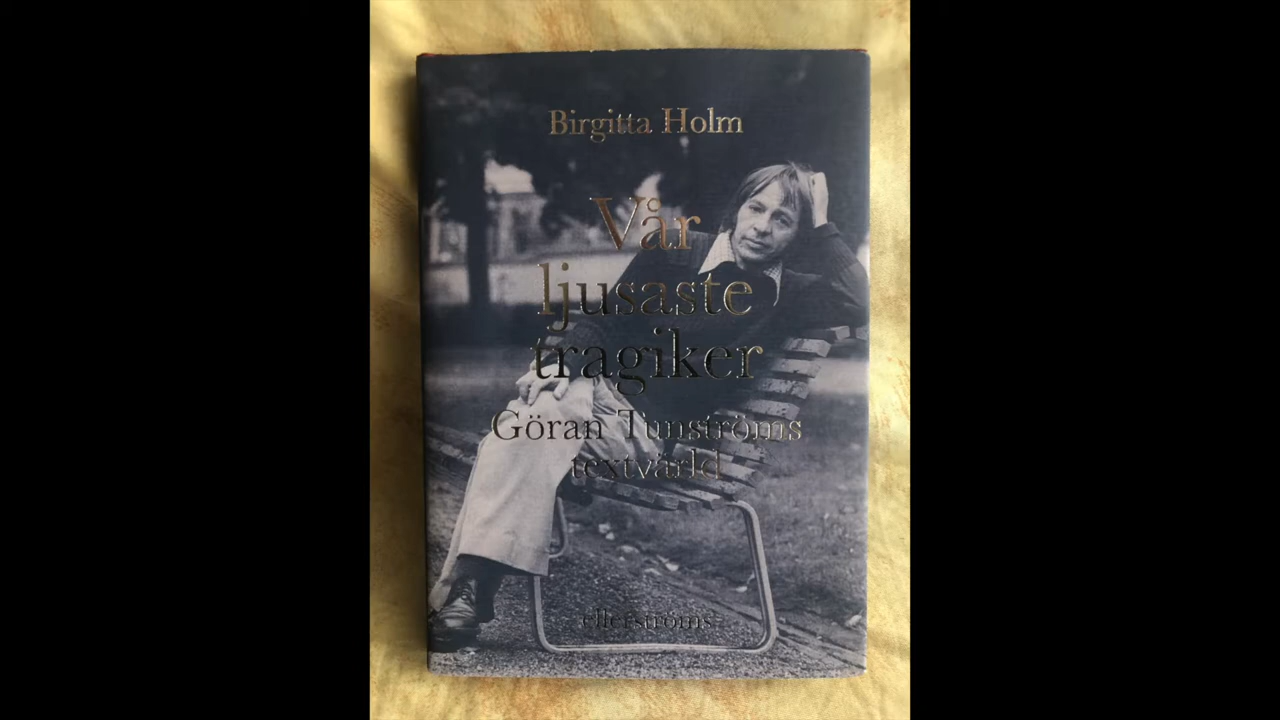 Birgitta Holm
Vår
ljusaste
tragiker
Göran Tunströms
textvärld
ellerströms